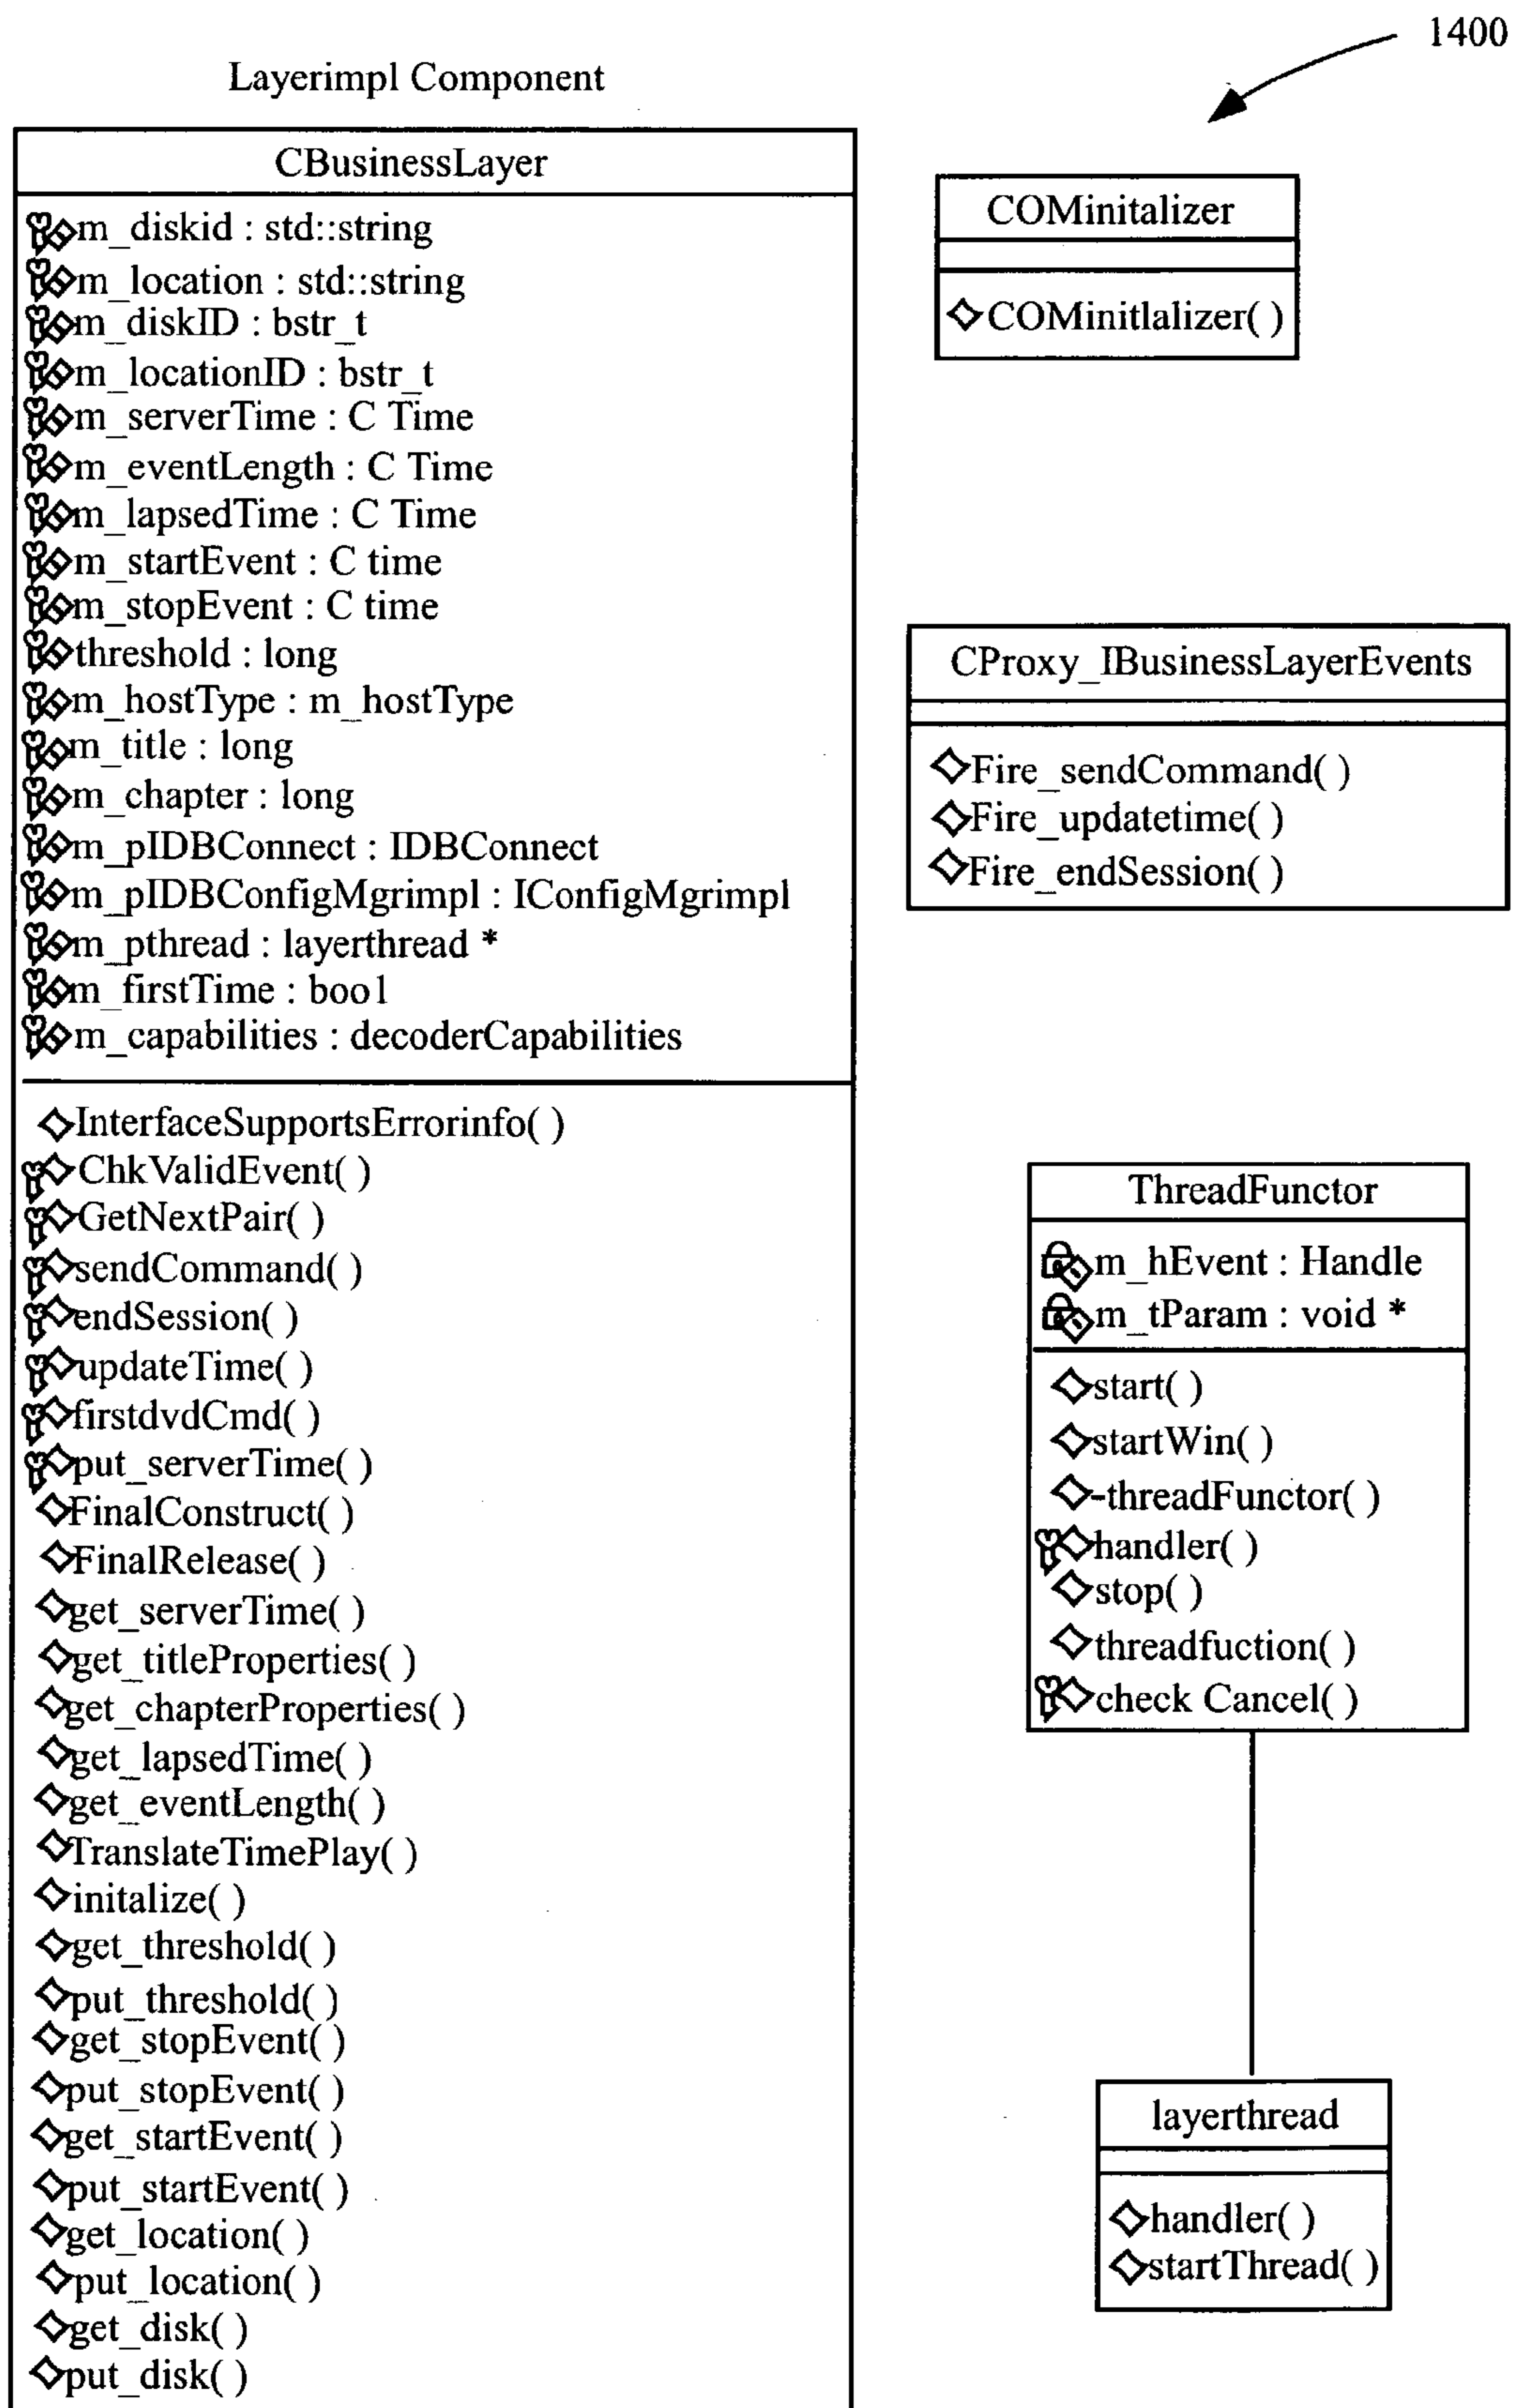 1400
Layerimpl Component
CBusinessLayer
m_diskid : std::string
m_location : std::string
m_diskID : bstr_t
m_locationID : bstr_t
m_serverTime : C Time
m_eventLength : C Time
m_lapsedTime : C Time
m_startEvent : C time
m_stopEvent : C time
threshold : long
m_hostType : m_hostType
m_title : long
m_chapter : long
m_pIDBConnect : IDBConnect
m_pIDBConfigMgrimpl : IConfigMgrimpl
m_pthread : layerthread *
m_firstTime : bool
m_capabilities : decoderCapabilities
InterfaceSupportsErrorinfo( )
ChkValidEvent( )
GetNextPair( )
sendCommand( )
endSession( )
updateTime( )
firstdvdCmd( )
put_serverTime( )
FinalConstruct( )
FinalRelease( )
get_serverTime( )
get_titleProperties( )
get_chapterProperties( )
get_lapsedTime( )
get_eventLength( )
TranslateTimePlay( )
initalize( )
get_threshold( )
put_threshold( )
get_stopEvent( )
put_stopEvent( )
get_startEvent( )
put_startEvent( )
get_location( )
put_location( )
get_disk( )
put_disk( )
COMinitalizer
COMinitlalizer( )
CProxy_IBusinessLayerEvents
Fire_sendCommand( )
Fire_updatetime( )
Fire_endSession( )
ThreadFunctor
m_hEvent : Handle
m_tParam : void *
start( )
startWin( )
-threadFunctor( )
handler( )
stop( )
threadfuction( )
check Cancel( )
layerthread
handler( )
startThread( )